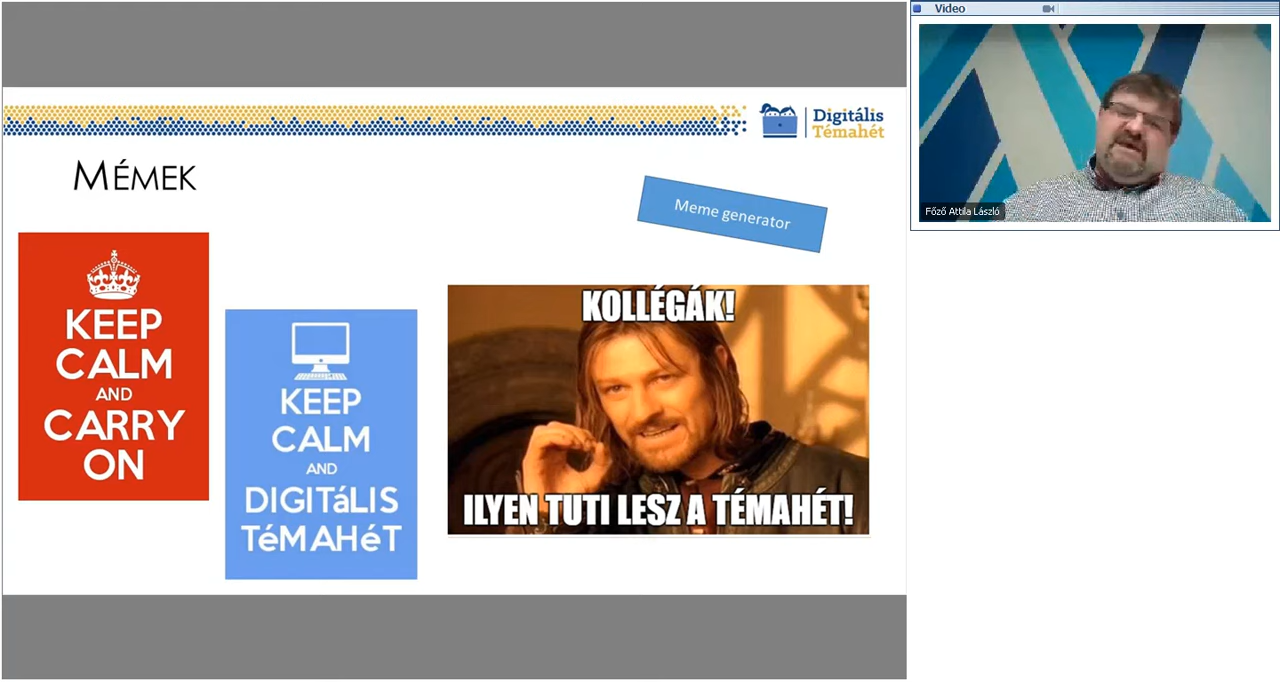 Digitális
Témahét
MÉMEK
Meme generator
KEEP
CALM
AND
CARRY
ON
KEEP
CALM
AND
DIGITáLIS
TéMAHéT
KOLLÉGÁK!
ILYEN TUTI LESZ A TÉMAHÉT!
Video
Főző Attila László